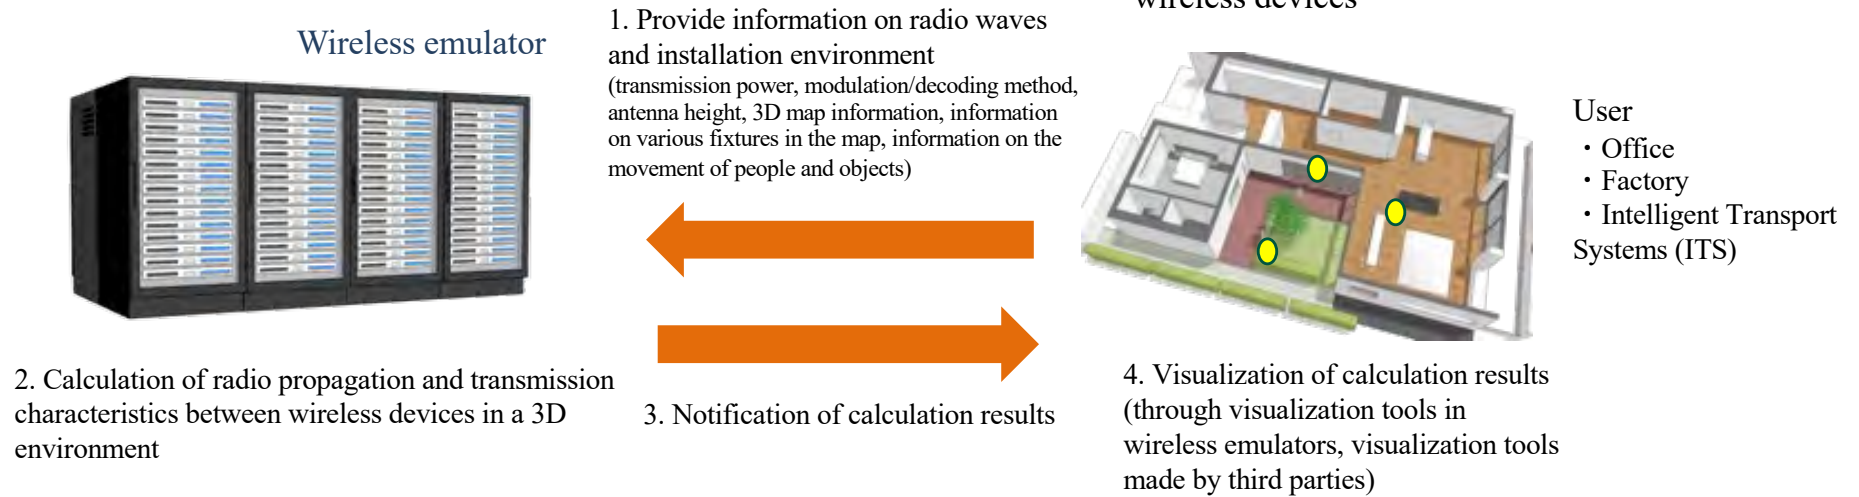 wireless devices
Wireless emulator
1. Provide information on radio waves
and installation environment
(transmission power, modulation/decoding method,
antenna height, 3D map information, information
on various fixtures in the map, information on the
movement of people and objects)
User
・Office
・Factory
・Intelligent Transport
Systems (ITS)
2. Calculation of radio propagation and transmission
characteristics between wireless devices in a 3D
environment
3. Notification of calculation results
4. Visualization of calculation results
(through visualization tools in
wireless emulators, visualization tools
made by third parties)